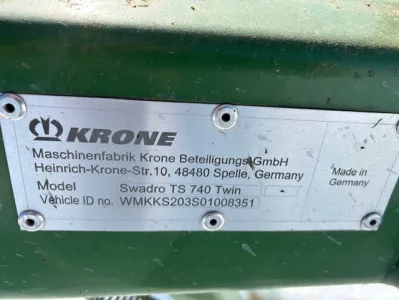 KRONE
Maschinenfabrik Krone Beteiligungs GmbH
Heinrich-Krone-Str.10, 48480 Spelle, Germany
Made in
Germany
Model Swadro TS 740 Twin
Vehicle ID no. WMKKS203S01008351